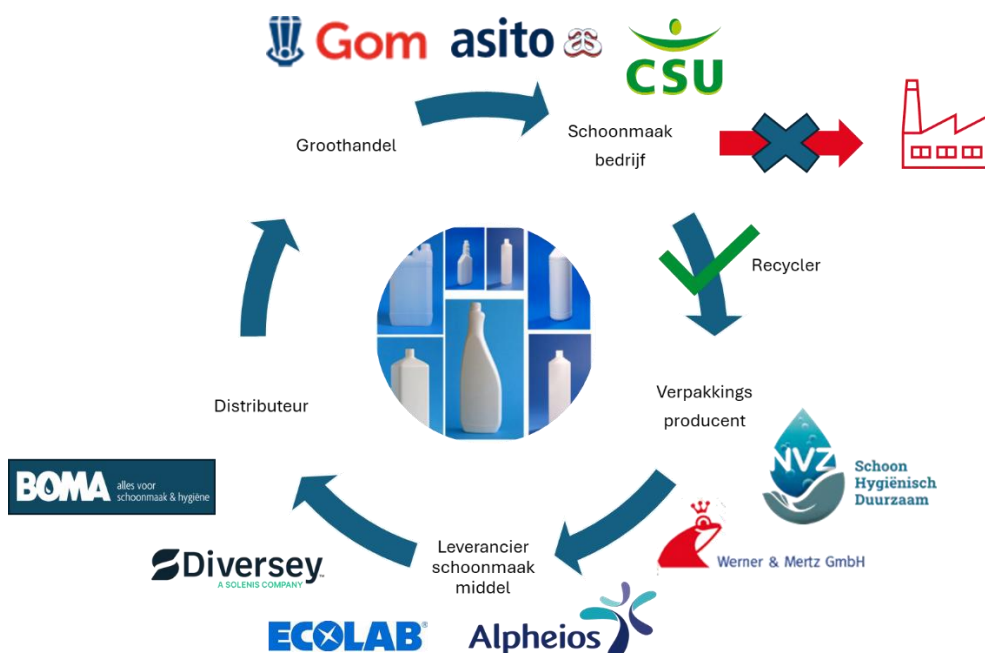 Gom
asito
CSU
Groothandel
Schoonmaak
bedrijf
Recycler
Verpakkings
producent
Distributeur
NVZ
Schoon
Hygiënisch
Duurzaam
BOMA
alles voor
schoonmaak & hygiëne
Werner & Mertz GmbH
Leverancier
schoonmaak
middel
Diversey™
A SOLENIS COMPANY
ECOLAB®
Alpheios